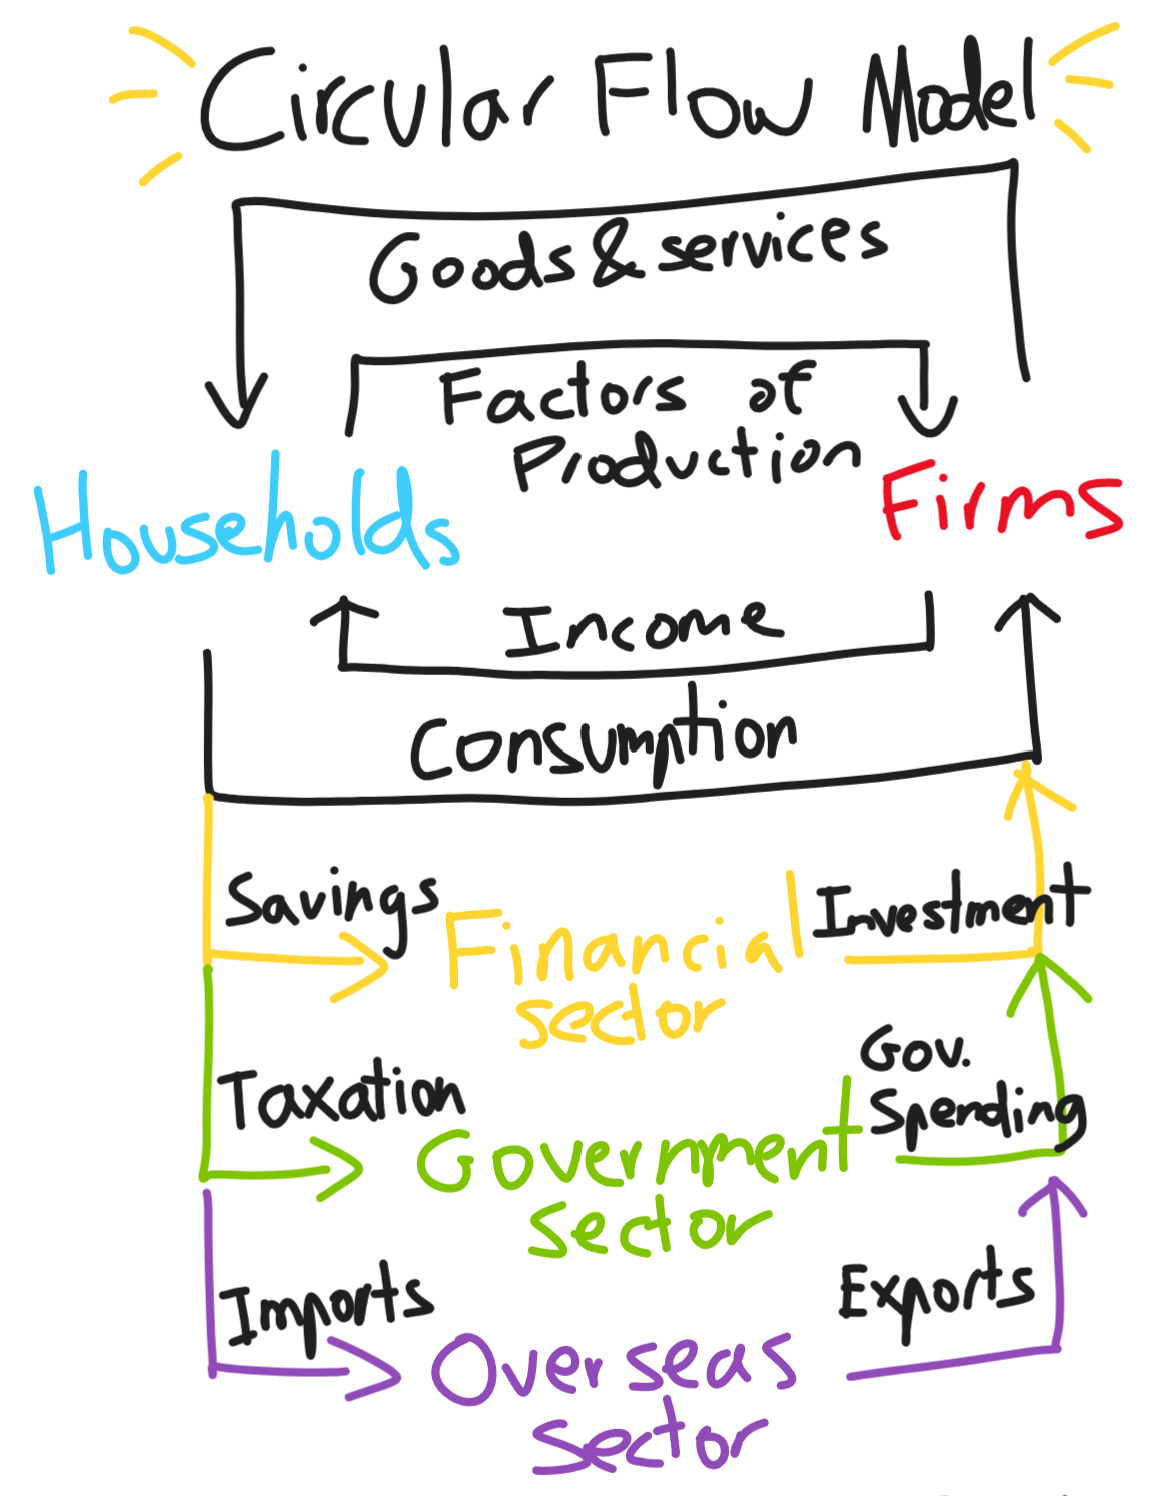 Circular Flow Model
Goods & services
Factors of
Production
Households
Firms
Income
Consumption
Savings
Financial
sector
Investment
Taxation
Government
sector
Gov.
Spending
Imports
Overseas
sector
Exports